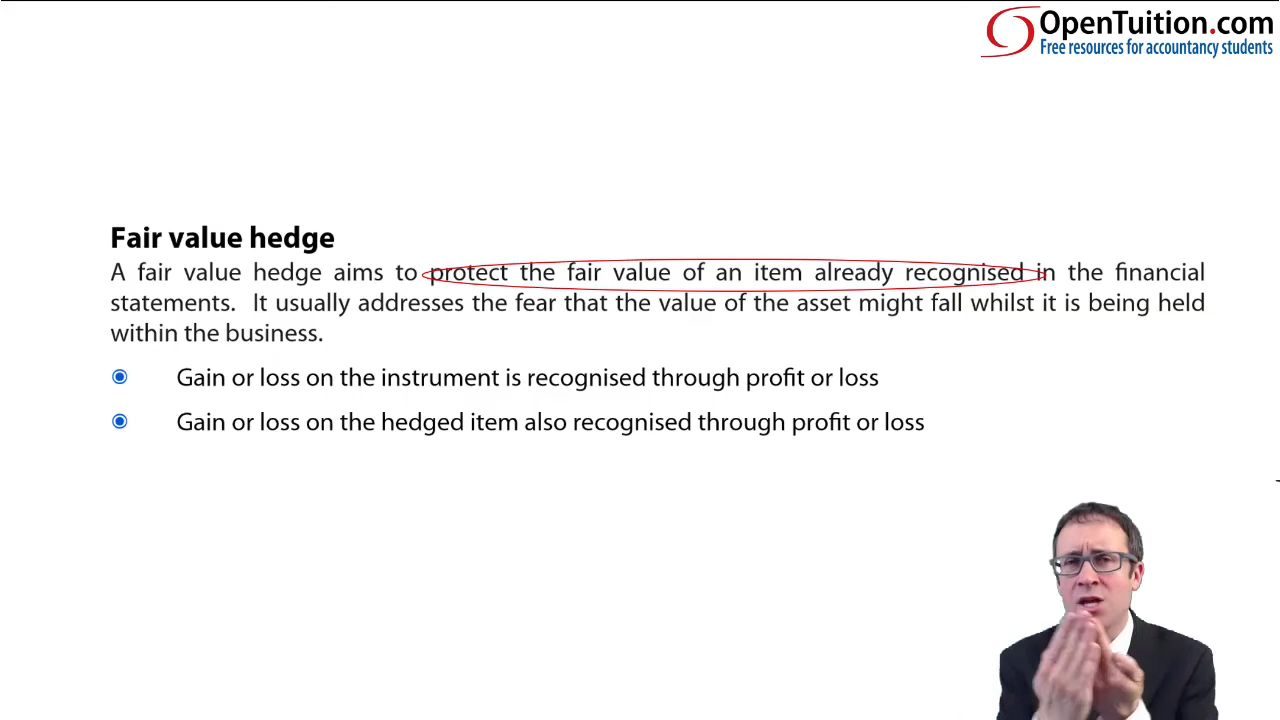 OpenTuition.com
Free resources for accountancy students
Fair value hedge
A fair value hedge aims to protect the fair value of an item already recognised in the financial
statements. It usually addresses the fear that the value of the asset might fall whilst it is being held
within the business.
Gain or loss on the instrument is recognised through profit or loss
Gain or loss on the hedged item also recognised through profit or loss